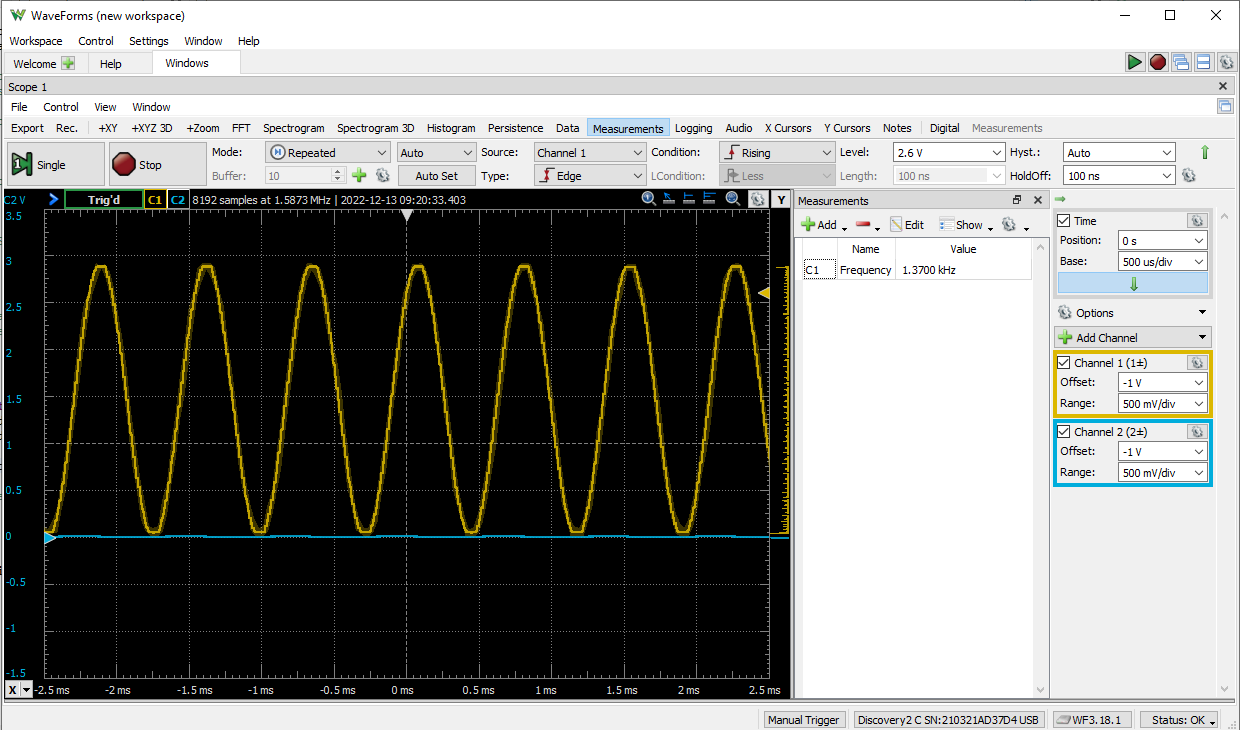 WaveForms (new workspace)
Workspace Control Settings Window Help
Welcome Help Windows
Scope 1
File Control View Window
Export Rec. +XY +XYZ 3D +Zoom FFT Spectrogram Spectrogram 3D Histogram Persistence Data Measurements Logging Audio X Cursors Y Cursors Notes Digital Measurements
1 Single Stop Mode: Repeated Auto Source: Channel 1 Condition: Rising Level: 2.6 V Hyst.: Auto
Buffer: 10 Auto Set Type: Edge LCondition: Less Length: 100 ns HoldOff: 100 ns
C2 V Trig'd C1 C2 8192 samples at 1.5873 MHz | 2022-12-13 09:20:33.403 Y
3.5
3
2.5
2
1.5
1
0.5
0
-0.5
-1
-1.5
X -2.5 ms -2 ms -1.5 ms -1 ms -0.5 ms 0 ms 0.5 ms 1 ms 1.5 ms 2 ms 2.5 ms
Measurements
Add Edit Show
Name Value
C1 Frequency 1.3700 kHz
Time
Position: 0 s
Base: 500 us/div
Options
Add Channel
Channel 1 (1±)
Offset: -1 V
Range: 500 mV/div
Channel 2 (2±)
Offset: -1 V
Range: 500 mV/div
Manual Trigger Discovery2 C SN:210321AD37D4 USB WF3.18.1 Status: OK